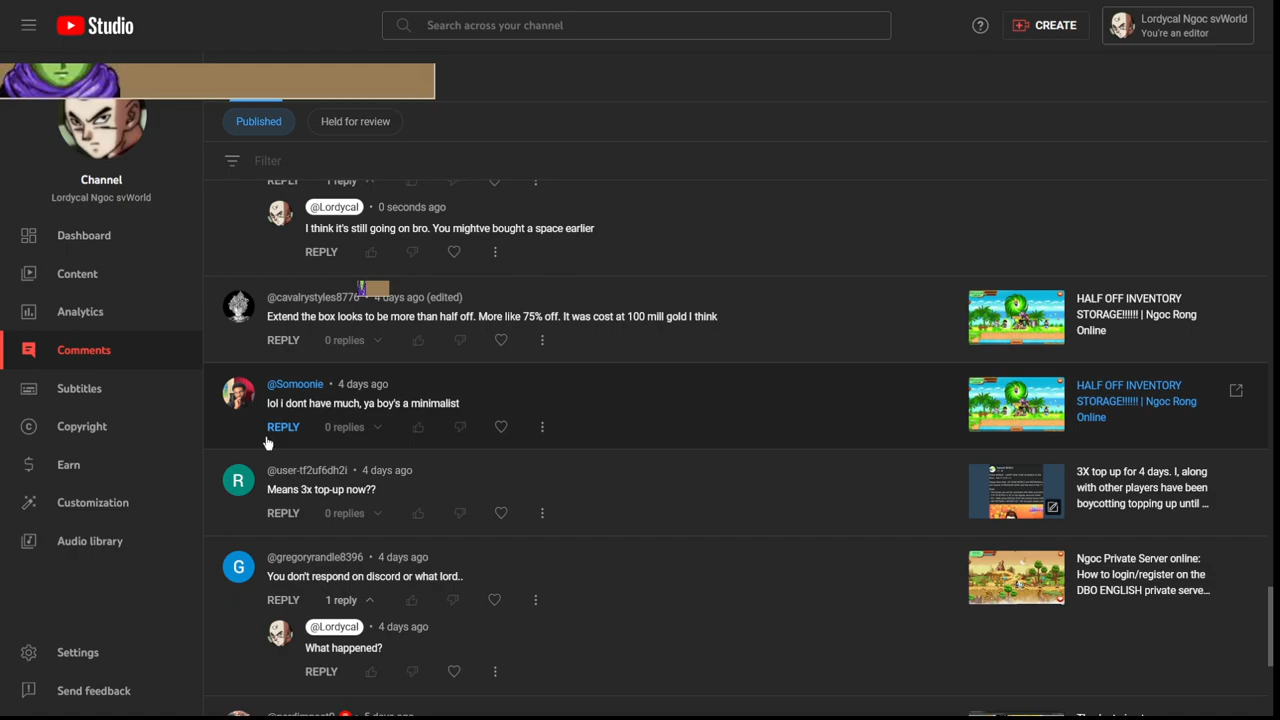 Studio
Search across your channel
CREATE
Lordycal Ngoc svWorld
You're an editor
Published
Held for review
Filter
Channel
Lordycal Ngoc svWorld
Dashboard
Content
Analytics
Comments
Subtitles
Copyright
Earn
Customization
Audio library
Settings
Send feedback
REPLY 1 reply
@Lordycal • 0 seconds ago
I think it's still going on bro. You mightve bought a space earlier
REPLY
@cavalrystyles8776 • 4 days ago (edited)
Extend the box looks to be more than half off. More like 75% off. It was cost at 100 mill gold I think
REPLY 0 replies
HALF OFF INVENTORY
STORAGE!!!!!! | Ngoc Rong
Online
@Somoonie • 4 days ago
lol i dont have much, ya boy's a minimalist
REPLY 0 replies
HALF OFF INVENTORY
STORAGE!!!!!! | Ngoc Rong
Online
R
@user-tf2uf6dh2i • 4 days ago
Means 3x top-up now??
REPLY 0 replies
3X top up for 4 days. I, along
with other players have been
boycotting topping up until ...
G
@gregoryrandle8396 • 4 days ago
You don't respond on discord or what lord..
REPLY 1 reply
Ngoc Private Server online:
How to login/register on the
DBO ENGLISH private serve...
@Lordycal • 4 days ago
What happened?
REPLY